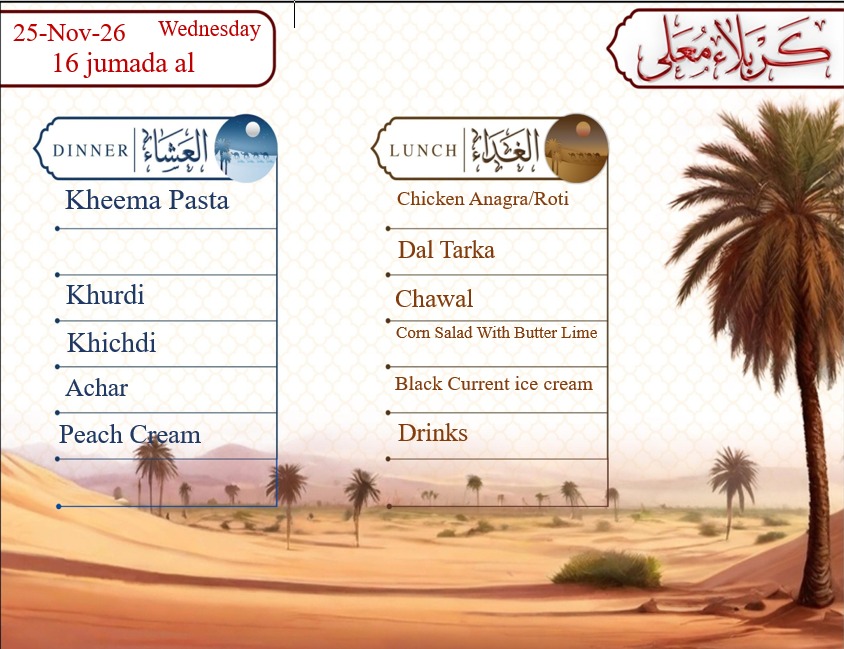 25-Nov-26 Wednesday
16 jumada al
كربلاء معلى
DINNER العشاء
Kheema Pasta
Khurdi
Khichdi
Achar
Peach Cream
LUNCH الغداء
Chicken Anagra/Roti
Dal Tarka
Chawal
Corn Salad With Butter Lime
Black Current ice cream
Drinks